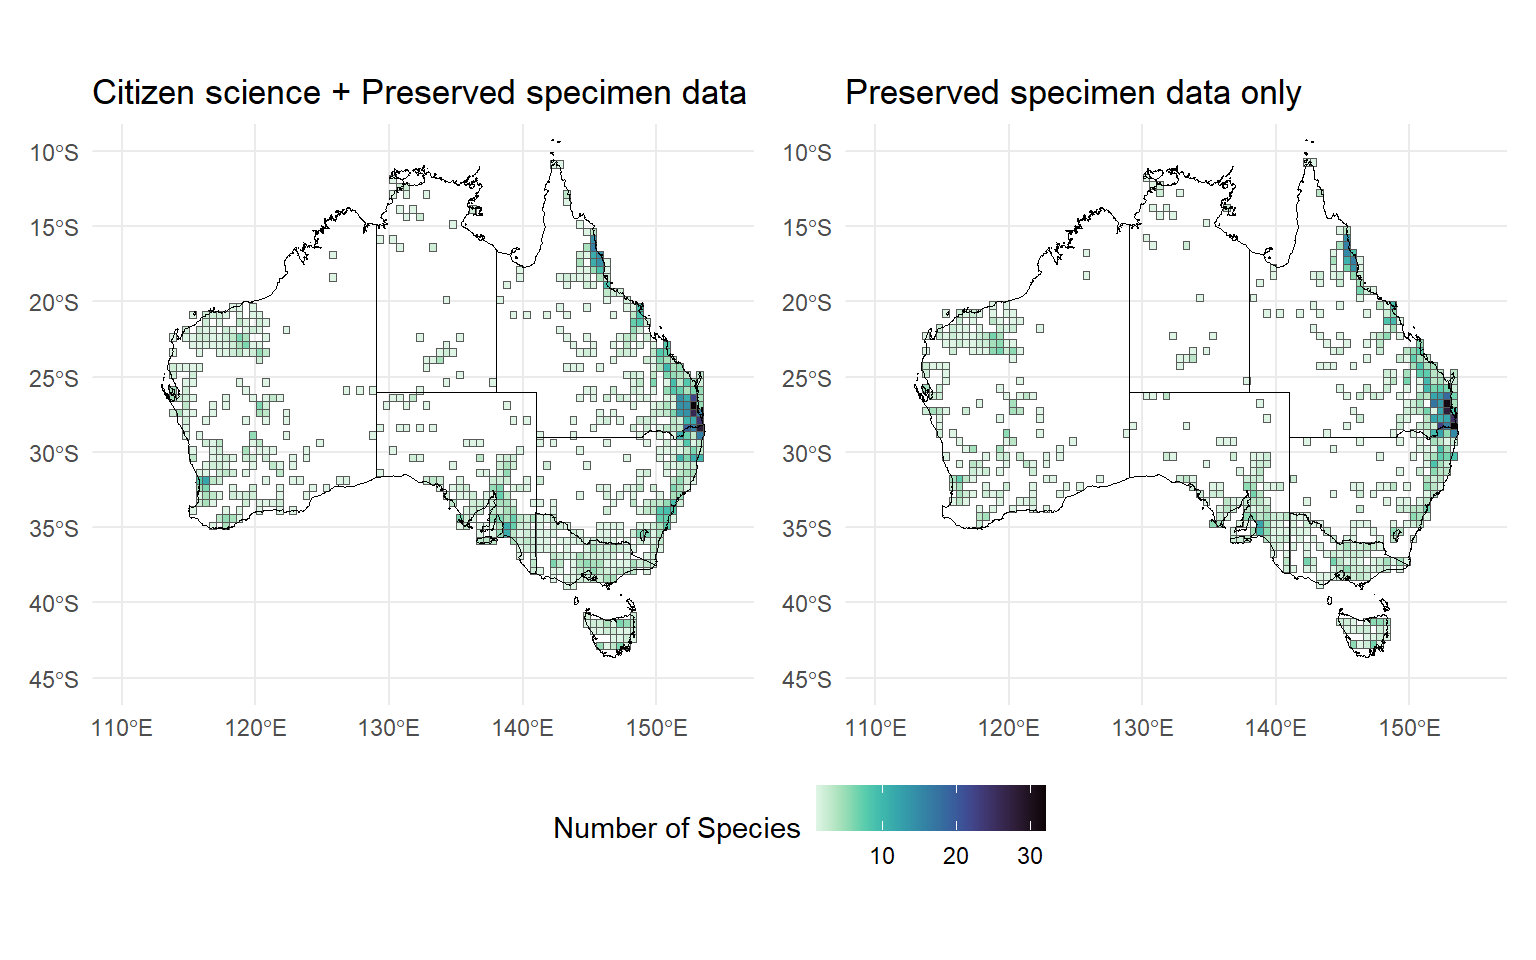 Citizen science + Preserved specimen data
Preserved specimen data only
10°S
15°S
20°S
25°S
30°S
35°S
40°S
45°S
110°E
120°E
130°E
140°E
150°E
10°S
15°S
20°S
25°S
30°S
35°S
40°S
45°S
110°E
120°E
130°E
140°E
150°E
Number of Species
10
20
30